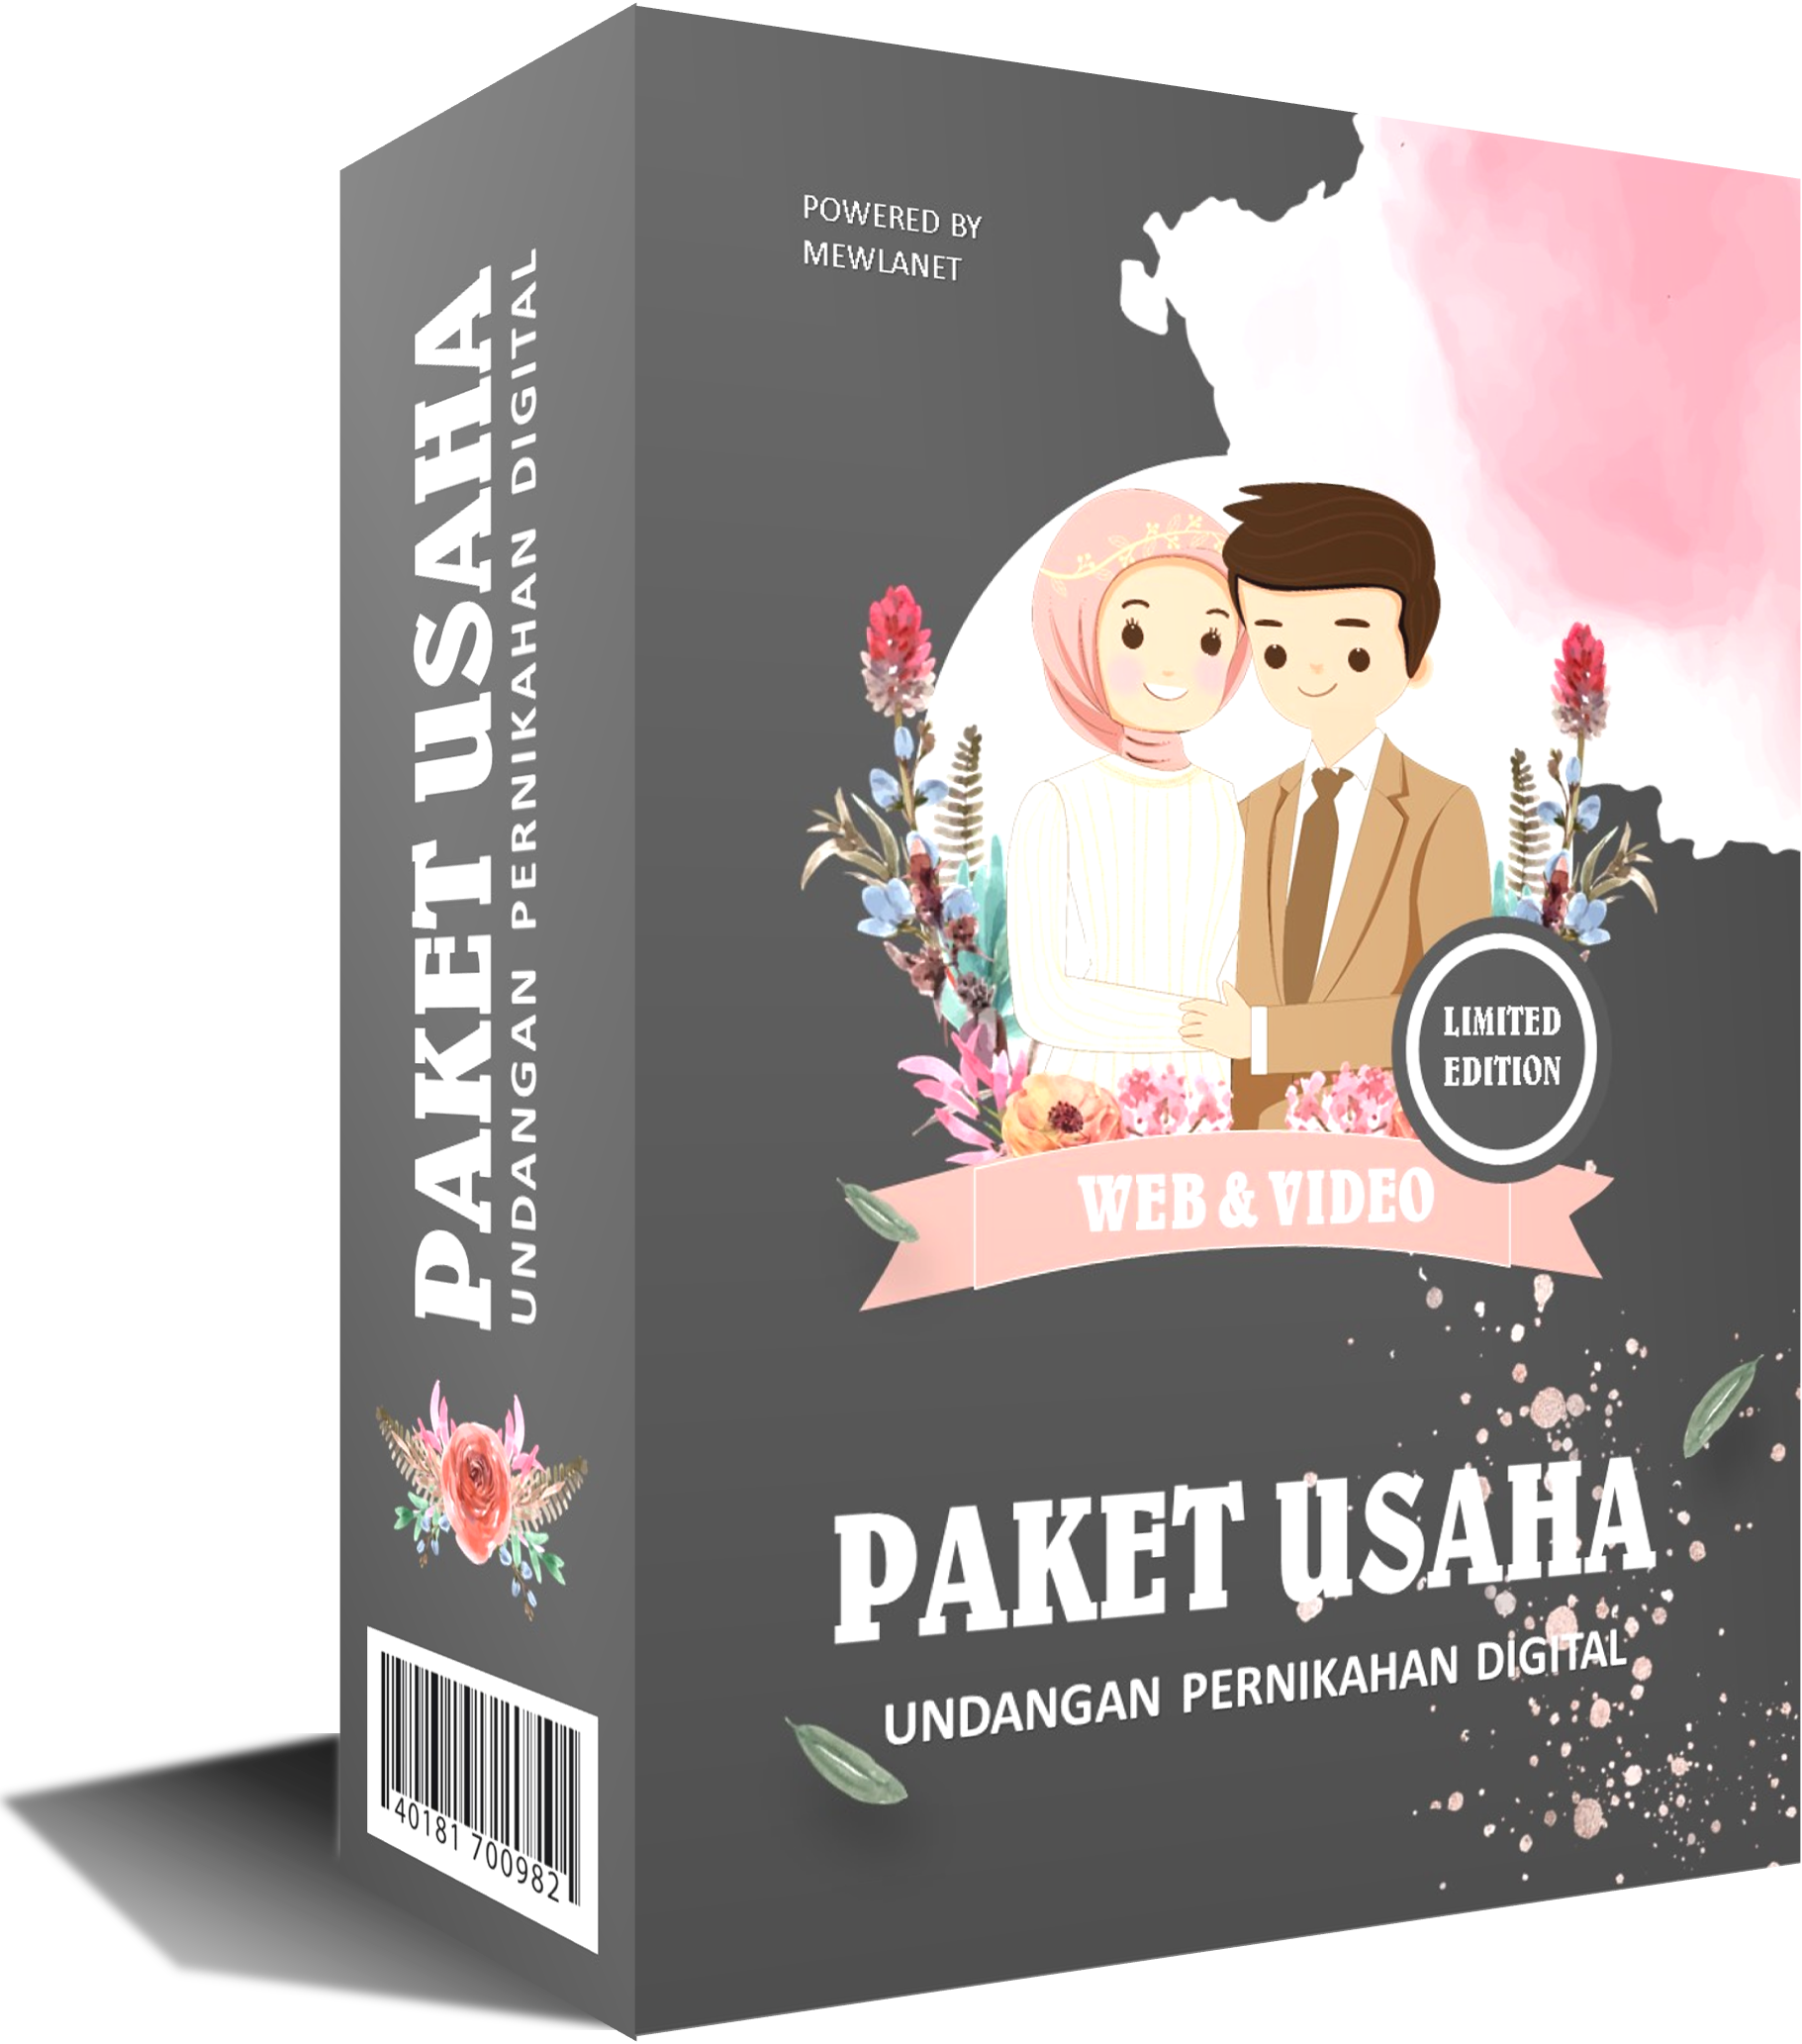 PAKET USAHA
UNDANGAN PERNIKAHAN DIGITAL
40181 700982
POWERED BY
MEWLANET
LIMITED
EDITION
WEB & VIDEO
PAKET USAHA
UNDANGAN PERNIKAHAN DIGITAL